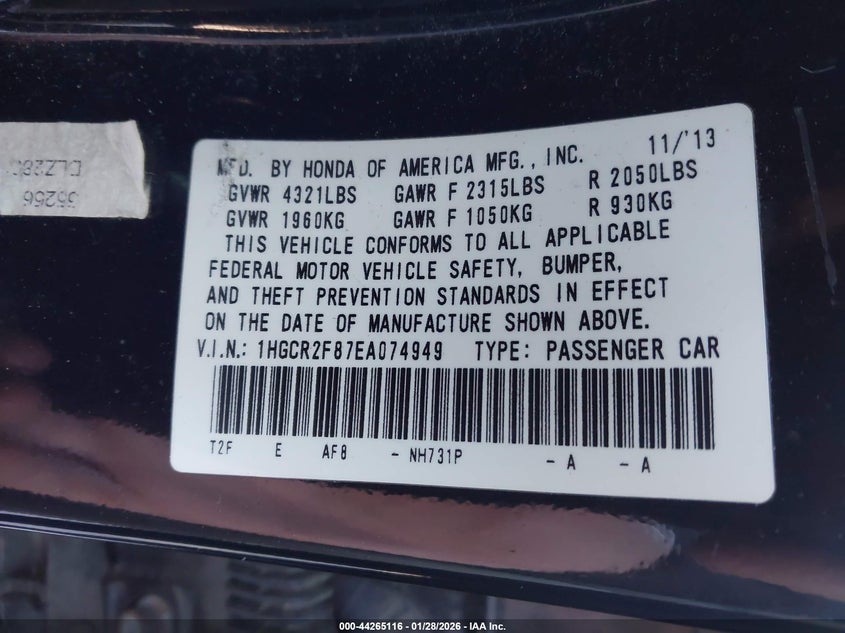 11/'13
MFD. BY HONDA OF AMERICA MFG., INC.
GVWR 4321LBS GAWR F 2315LBS R 2050LBS
GVWR 1960KG GAWR F 1050KG R 930KG
THIS VEHICLE CONFORMS TO ALL APPLICABLE
FEDERAL MOTOR VEHICLE SAFETY, BUMPER,
AND THEFT PREVENTION STANDARDS IN EFFECT
ON THE DATE OF MANUFACTURE SHOWN ABOVE.
V.I.N.: 1HGCR2F87EA074949 TYPE: PASSENGER CAR
T2F E AF8 - NH731P - A - A
35256
000-44265116 - 01/28/2026 - IAA Inc.